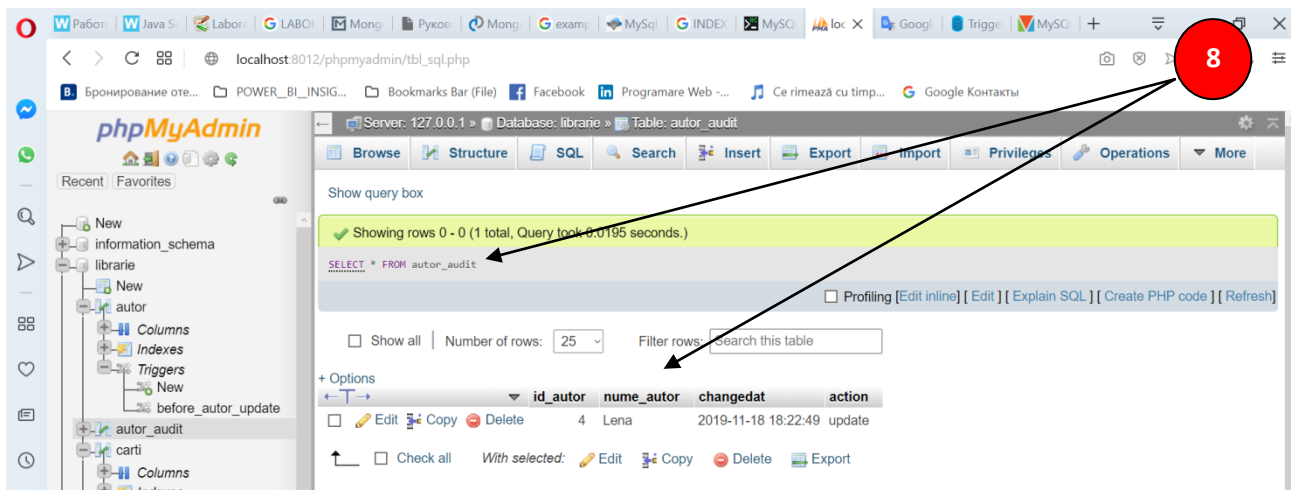 Работ Java Sc Labora LABOI Mong Руков Mong examp MySql INDEX MySQ loc Googl Trigge MySQ
localhost:8012/phpmyadmin/tbl_sql.php
8
Бронирование оте... POWER_BI_INSIG... Bookmarks Bar (File) Facebook Programare Web -... Ce rimează cu timp... Google Контакты
phpMyAdmin
Server: 127.0.0.1 » Database: librarie » Table: autor_audit
Browse Structure SQL Search Insert Export Import Privileges Operations More
Recent Favorites
Show query box
New
information_schema
librarie
New
autor
Columns
Indexes
Triggers
New
before_autor_update
autor_audit
carti
Columns
Showing rows 0 - 0 (1 total, Query took 0.0195 seconds.)
SELECT * FROM autor_audit
Profiling [Edit inline] [ Edit ] [ Explain SQL ] [ Create PHP code ] [ Refresh]
Show all Number of rows: 25 Filter rows: Search this table
+ Options
id_autor nume_autor changedat action
Edit Copy Delete 4 Lena 2019-11-18 18:22:49 update
Check all With selected: Edit Copy Delete Export